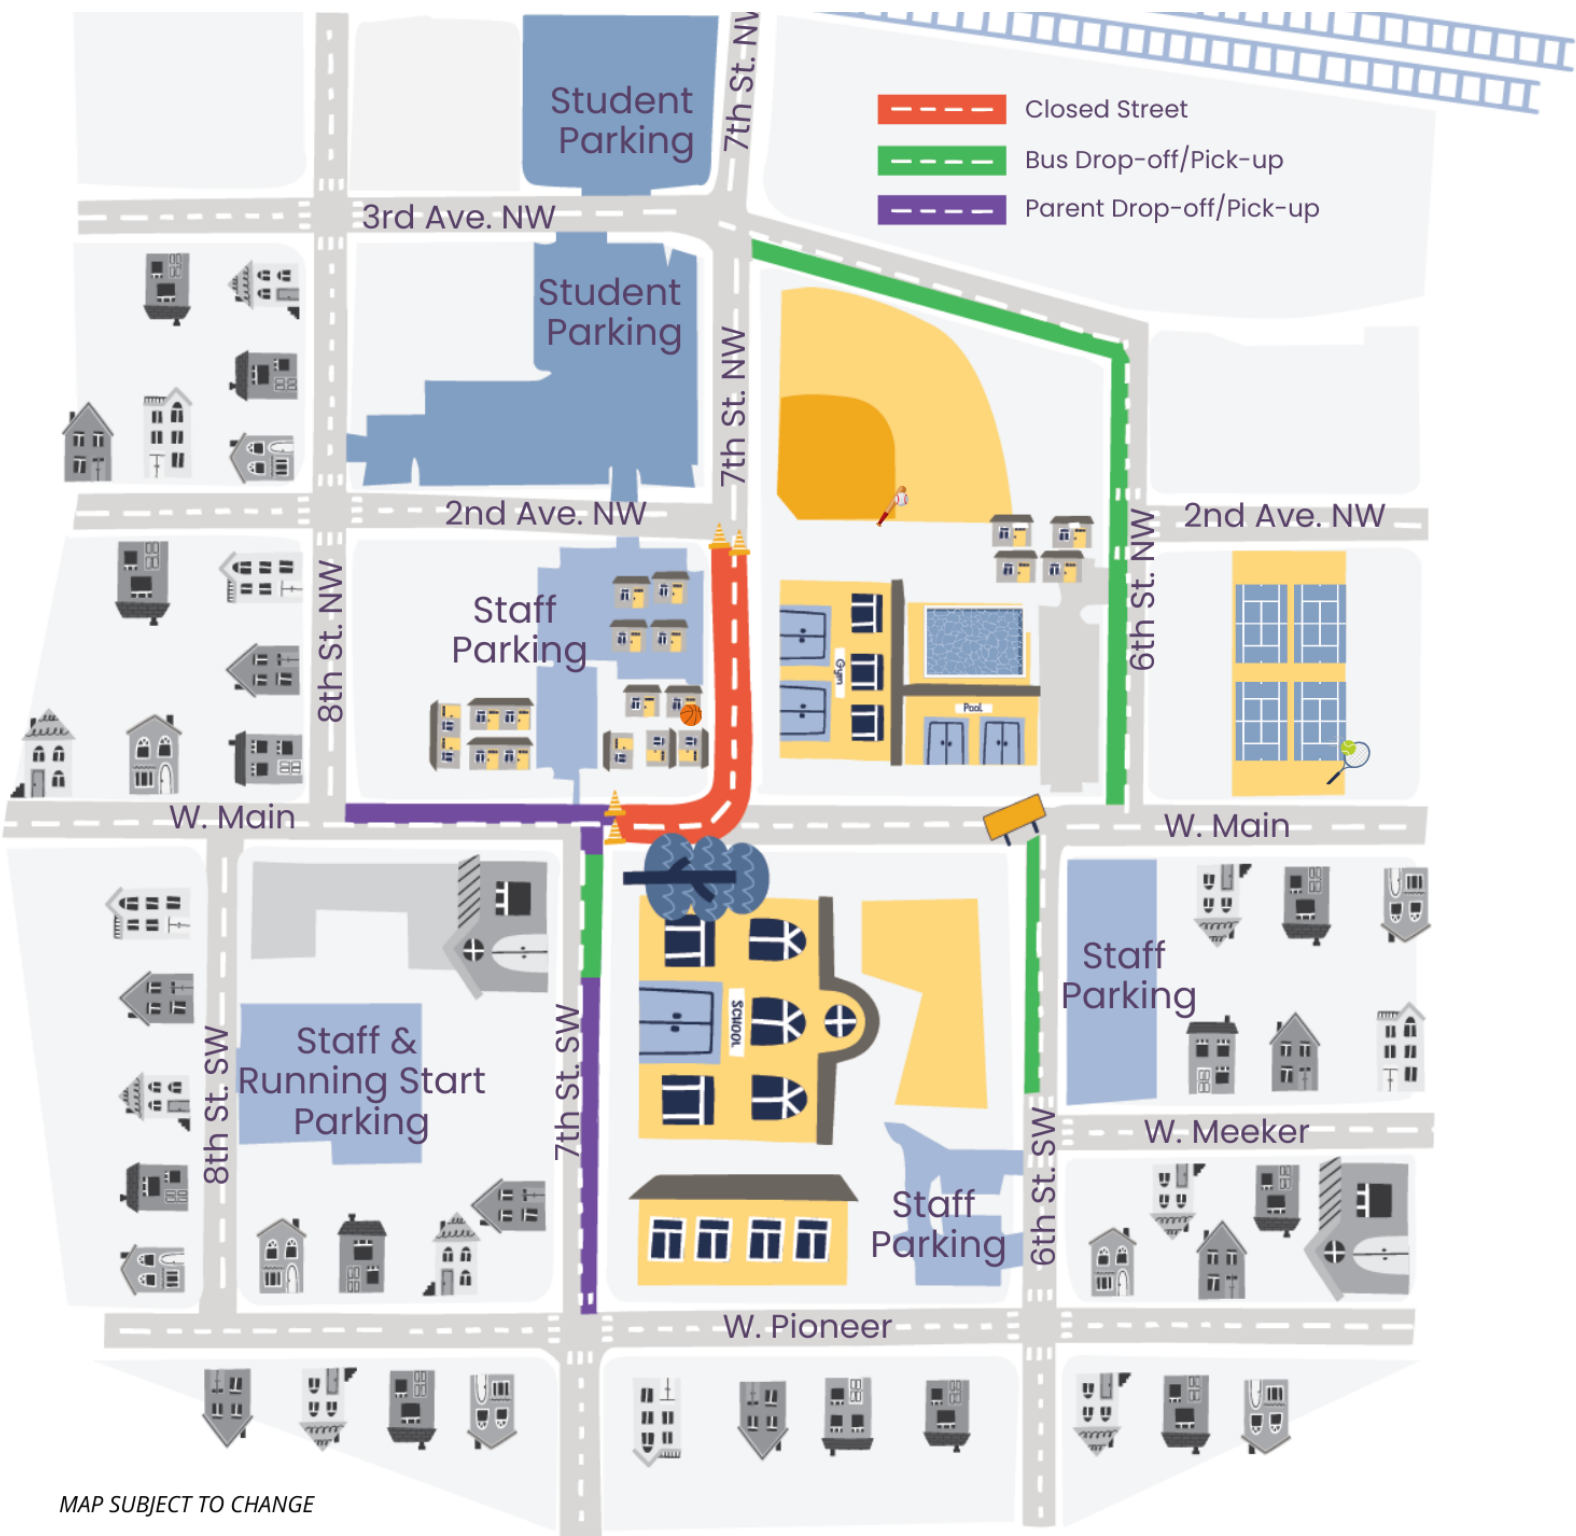 7th St. NW
Student
Parking
Closed Street
Bus Drop-off/Pick-up
Parent Drop-off/Pick-up
3rd Ave. NW
Student
Parking
7th St. NW
2nd Ave. NW
2nd Ave. NW
8th St. NW
Staff
Parking
6th St. NW
Gym
Pool
W. Main
W. Main
Staff
Parking
SCHOOL
Staff &
Running Start
Parking
8th St. SW
7th St. SW
W. Meeker
6th St. SW
Staff
Parking
W. Pioneer
MAP SUBJECT TO CHANGE